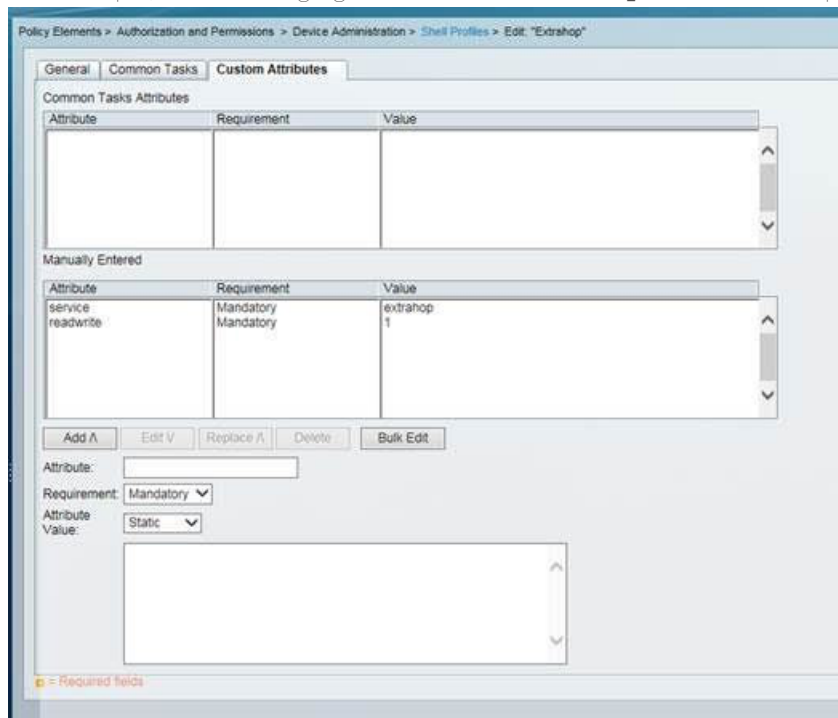 Policy Elements > Authorization and Permissions > Device Administration > Shell Profiles > Edit: "Extrahop"
General Common Tasks Custom Attributes
Common Tasks Attributes
Attribute Requirement Value
Manually Entered
Attribute Requirement Value
service Mandatory extrahop
readwrite Mandatory 1
Add Λ Edit V Replace Λ Delete Bulk Edit
Attribute:
Requirement: Mandatory
Attribute Value: Static
= Required fields